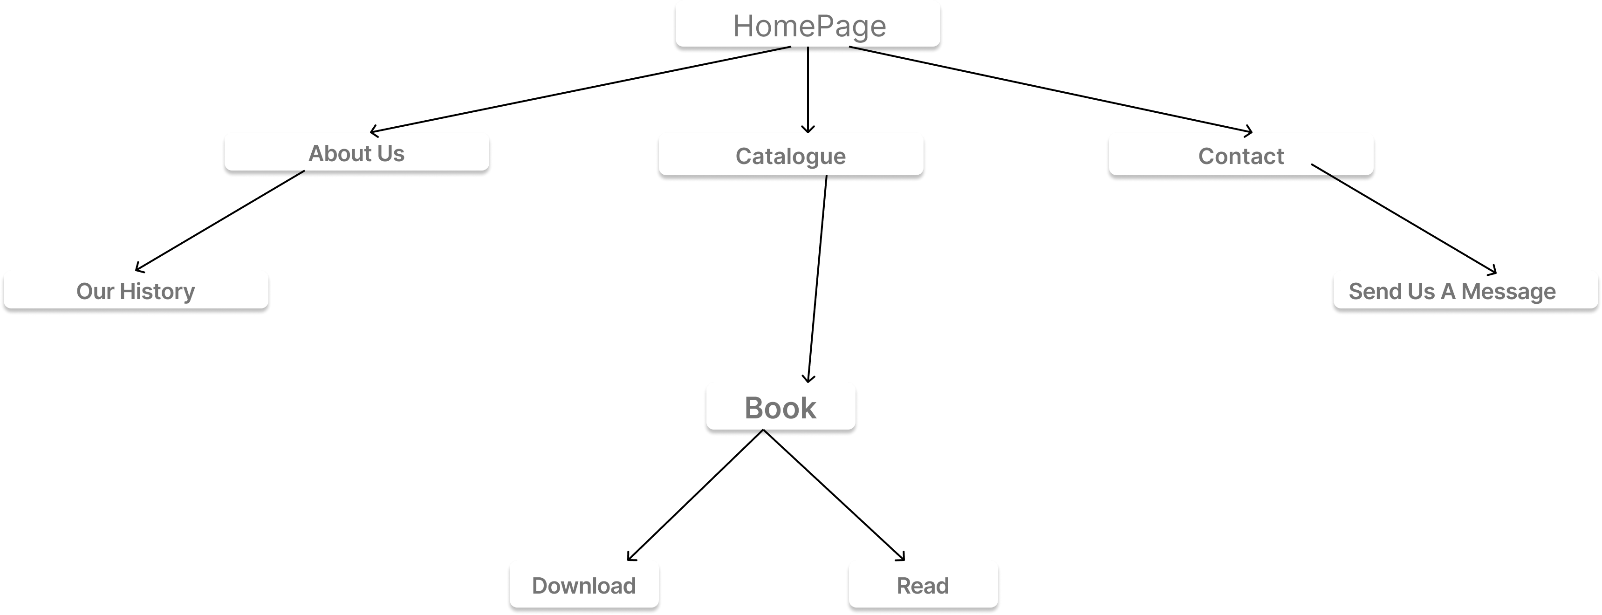 HomePage
About Us
Catalogue
Contact
Our History
Send Us A Message
Book
Download
Read